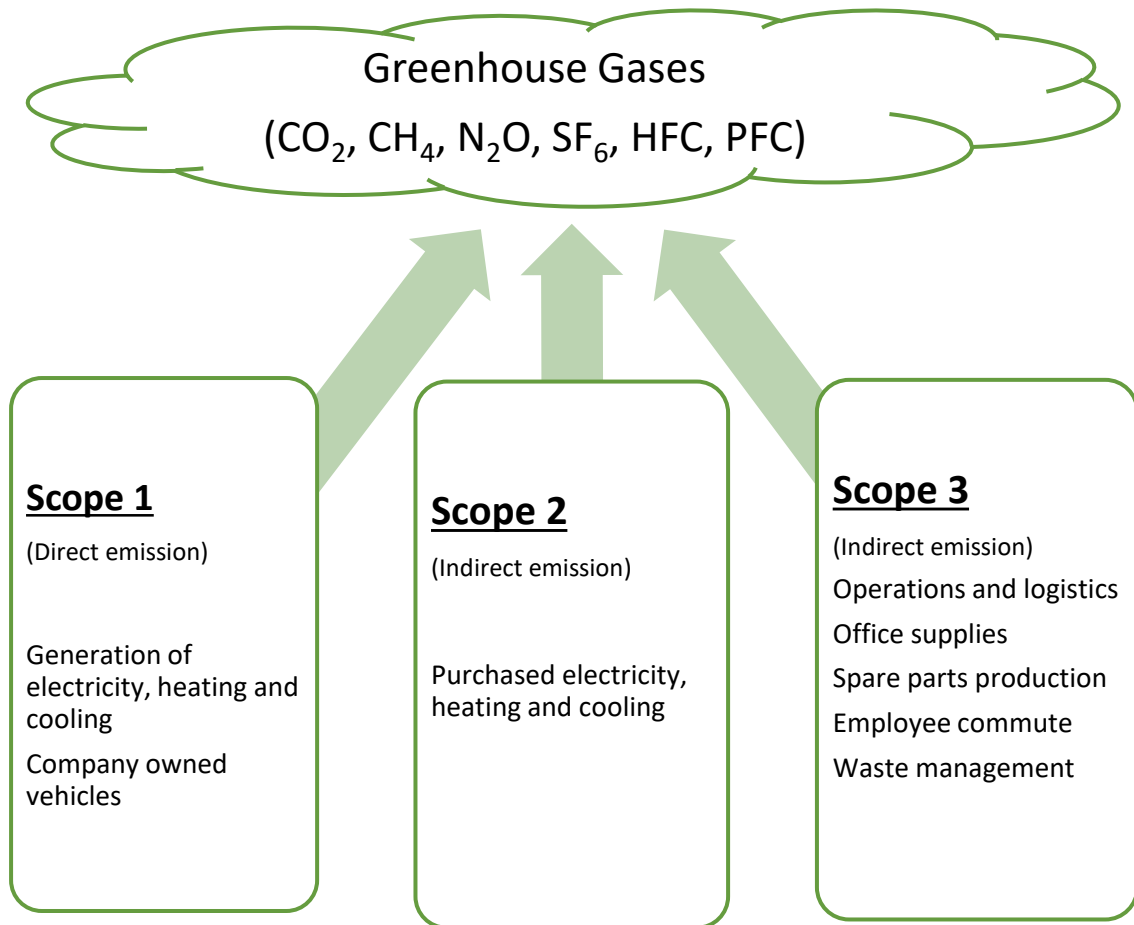 Greenhouse Gases
(CO₂, CH₄, N₂O, SF₆, HFC, PFC)
Scope 1
(Direct emission)
Generation of
electricity, heating and
cooling
Company owned
vehicles
Scope 2
(Indirect emission)
Purchased electricity,
heating and cooling
Scope 3
(Indirect emission)
Operations and logistics
Office supplies
Spare parts production
Employee commute
Waste management